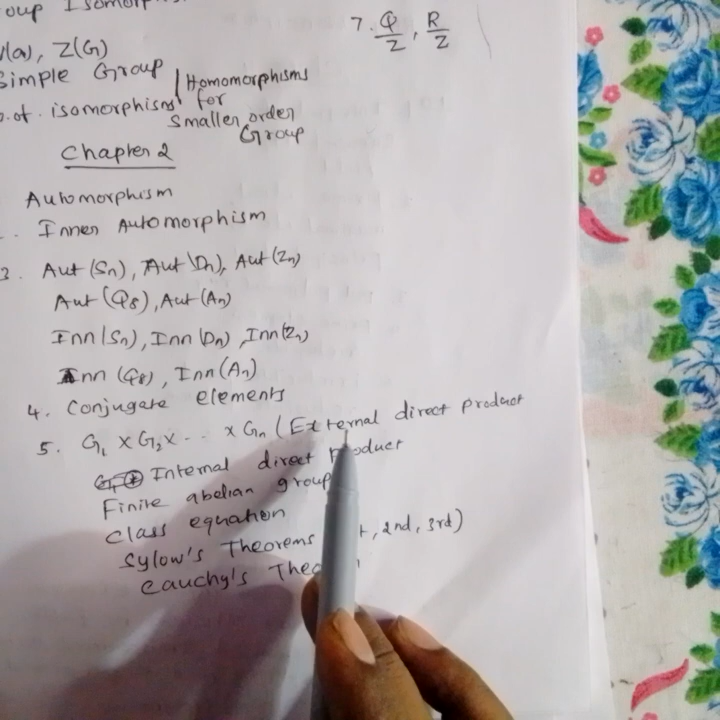 oup Isomorp
7. Q/Z, R/Z
(a), Z(G)
Simple Group
o. of. isomorphisms | Homomorphisms for
Smaller order
Group
Chapter 2
Automorphism
Inner Automorphism
3. Aut(Sn), Aut(Dn), Aut(Zn)
Aut(Q8), Aut(An)
Inn(Sn), Inn(Dn), Inn(Zn)
Inn(Q8), Inn(An)
4. Conjugate elements
5. G1 × G2 × - - × Gn (External direct product
Internal direct product
Finite abelian group
Class equation
Sylow's Theorems t, 2nd, 3rd)
Cauchy's Theo